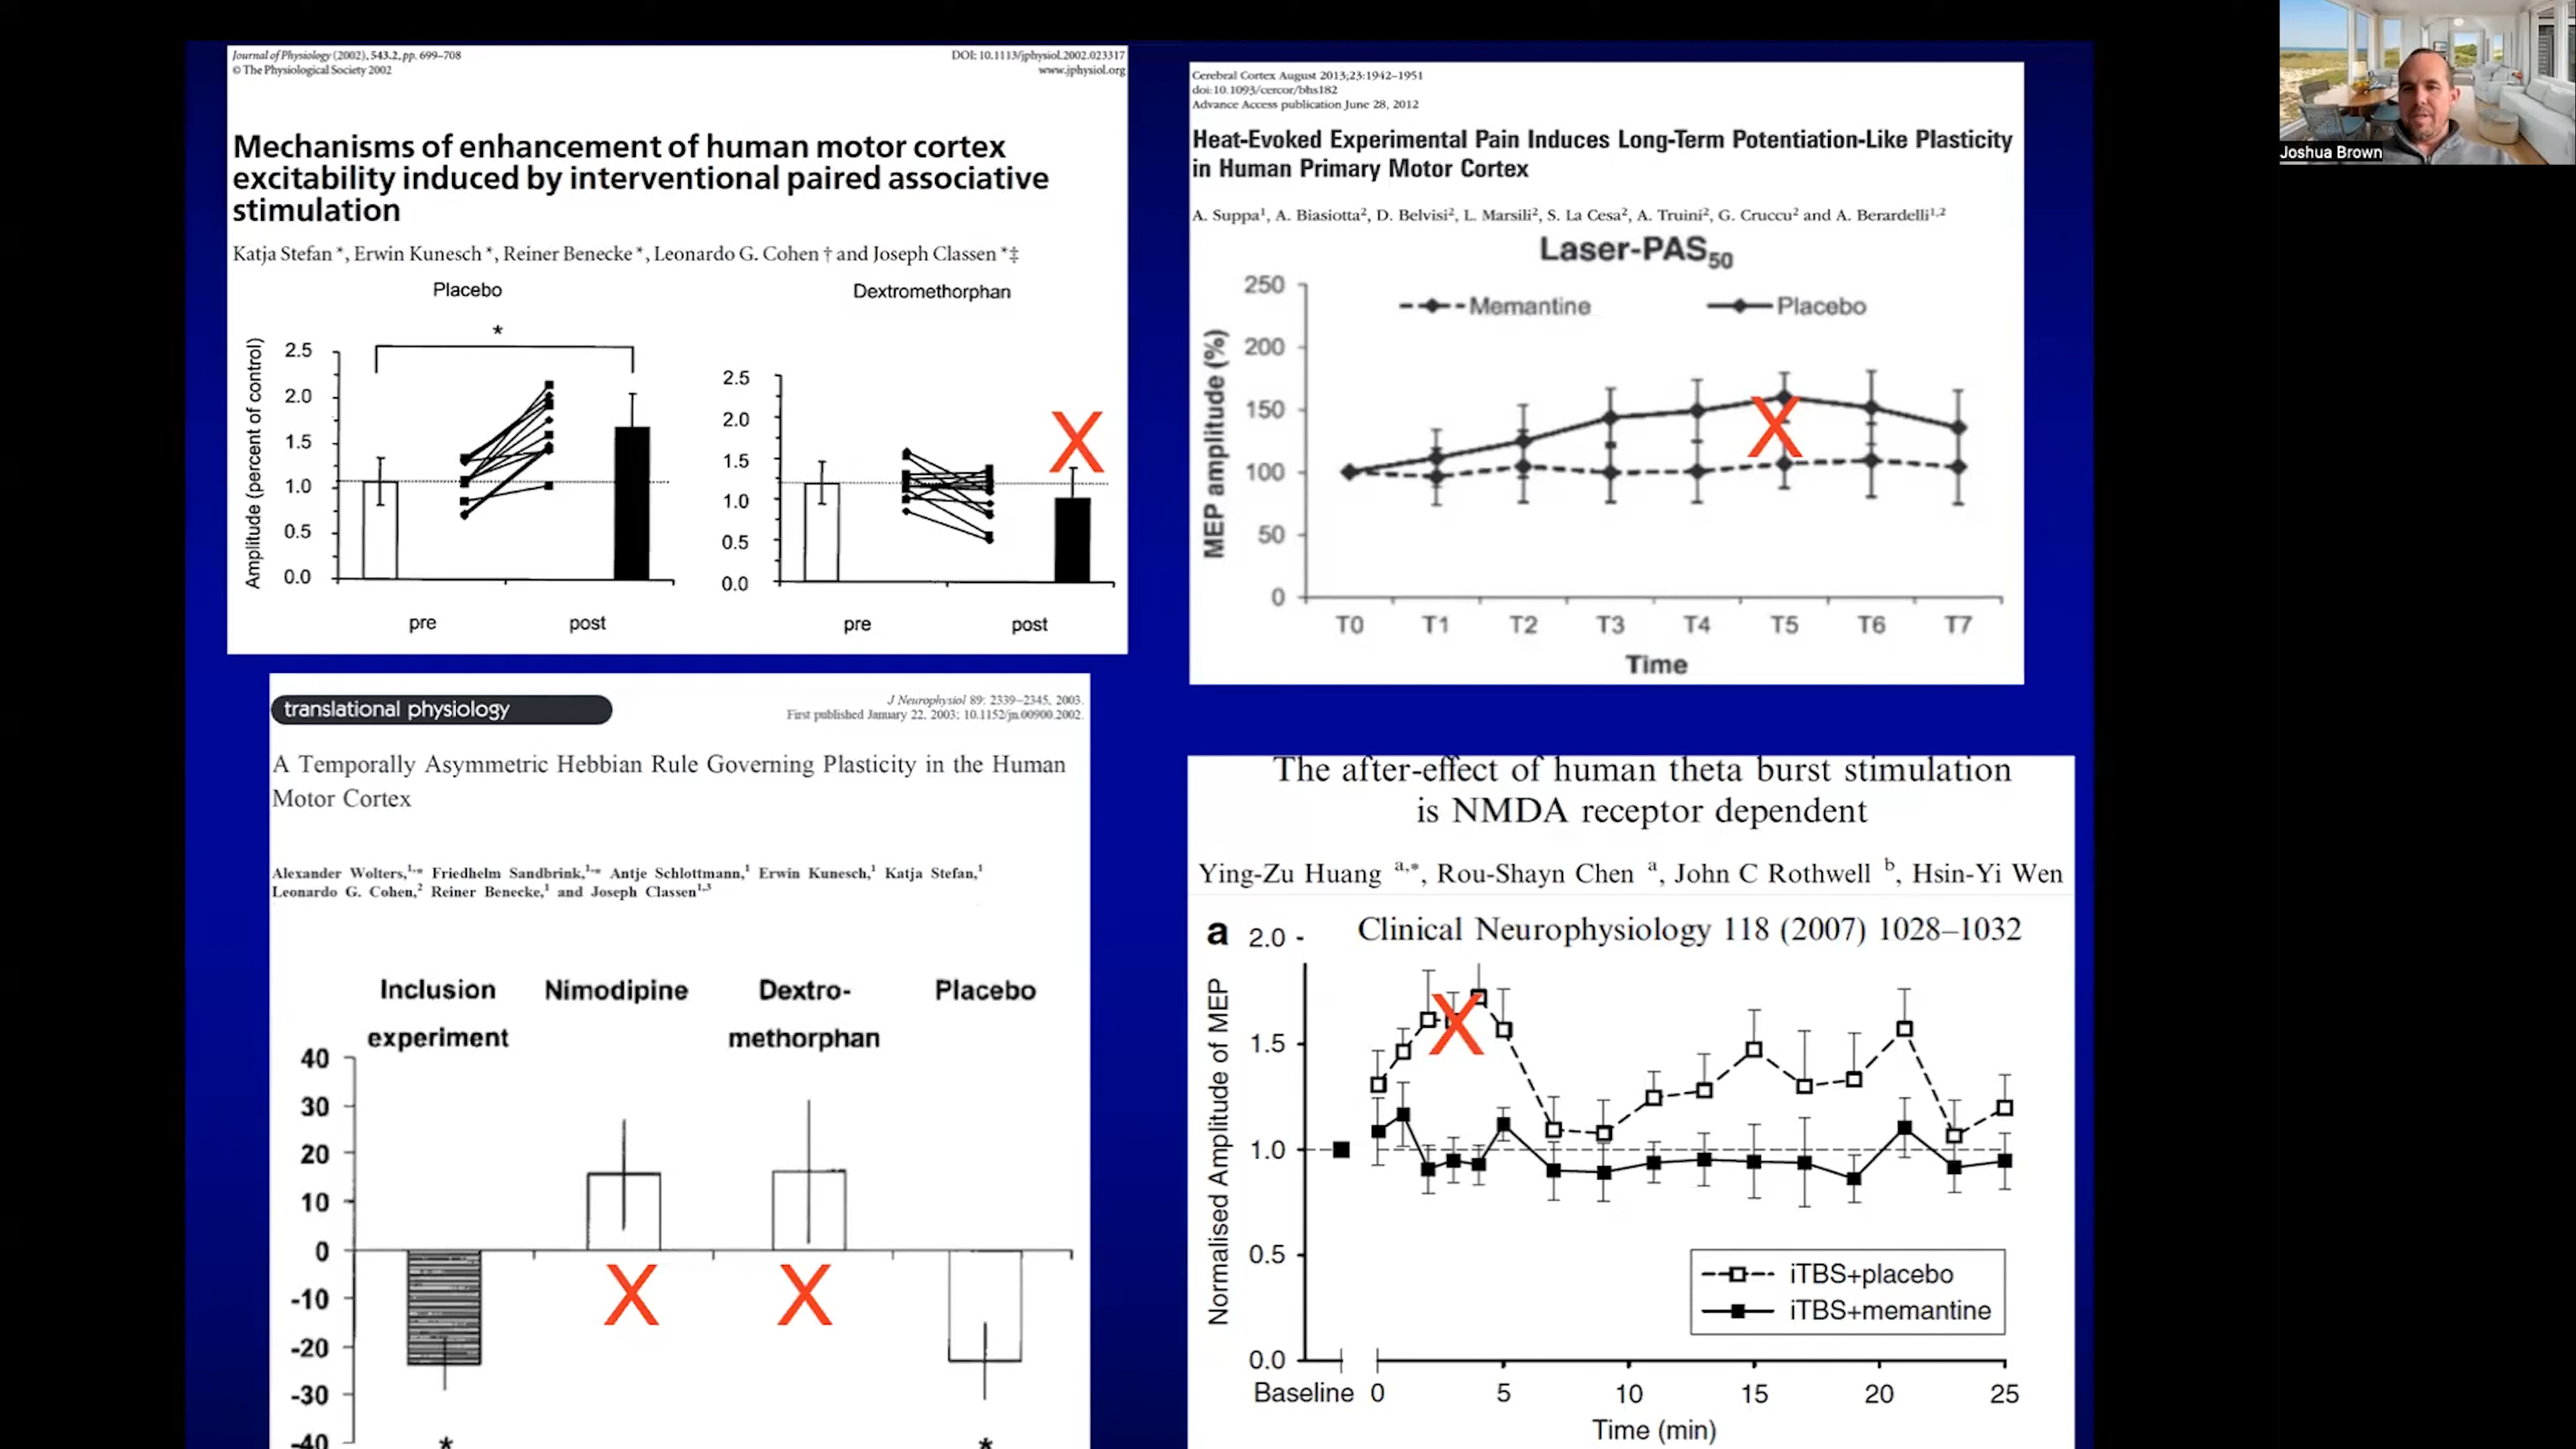 Journal of Physiology (2002), 543.2, pp. 699–708
© The Physiological Society 2002
DOI: 10.1113/jphysiol.2002.023317
www.jphysiol.org
Mechanisms of enhancement of human motor cortex
excitability induced by interventional paired associative
stimulation
Katja Stefan *, Erwin Kunesch *, Reiner Benecke *, Leonardo G. Cohen † and Joseph Classen *‡
Placebo
*
Amplitude (percent of control)
2.5
2.0
1.5
1.0
0.5
0.0
pre
post
Dextromethorphan
2.5
2.0
1.5
1.0
0.5
0.0
X
pre
post
Cerebral Cortex August 2013;23:1942–1951
doi:10.1093/cercor/bhs182
Advance Access publication June 28, 2012
Heat-Evoked Experimental Pain Induces Long-Term Potentiation-Like Plasticity
in Human Primary Motor Cortex
A. Suppa¹, A. Biasiotta², D. Belvisi², L. Marsili², S. La Cesa², A. Truini², G. Cruccu² and A. Berardelli¹,²
Laser-PAS50
Memantine
Placebo
MEP amplitude (%)
250
200
150
100
50
0
X
T0 T1 T2 T3 T4 T5 T6 T7
Time
translational physiology
J Neurophysiol 89: 2339–2345, 2003.
First published January 22, 2003; 10.1152/jn.00900.2002.
A Temporally Asymmetric Hebbian Rule Governing Plasticity in the Human
Motor Cortex
Alexander Wolters,¹,* Friedhelm Sandbrink,¹,* Antje Schlottmann,¹ Erwin Kunesch,¹ Katja Stefan,¹
Leonardo G. Cohen,² Reiner Benecke,¹ and Joseph Classen¹,³
Inclusion
experiment
Nimodipine
Dextro-
methorphan
Placebo
40
30
20
10
0
-10
-20
-30
-40
X
X
*
*
The after-effect of human theta burst stimulation
is NMDA receptor dependent
Ying-Zu Huang a,*, Rou-Shayn Chen a, John C Rothwell b, Hsin-Yi Wen
a
Clinical Neurophysiology 118 (2007) 1028–1032
Normalised Amplitude of MEP
2.0
1.5
1.0
0.5
0.0
X
iTBS+placebo
iTBS+memantine
Baseline 0 5 10 15 20 25
Time (min)
Joshua Brown